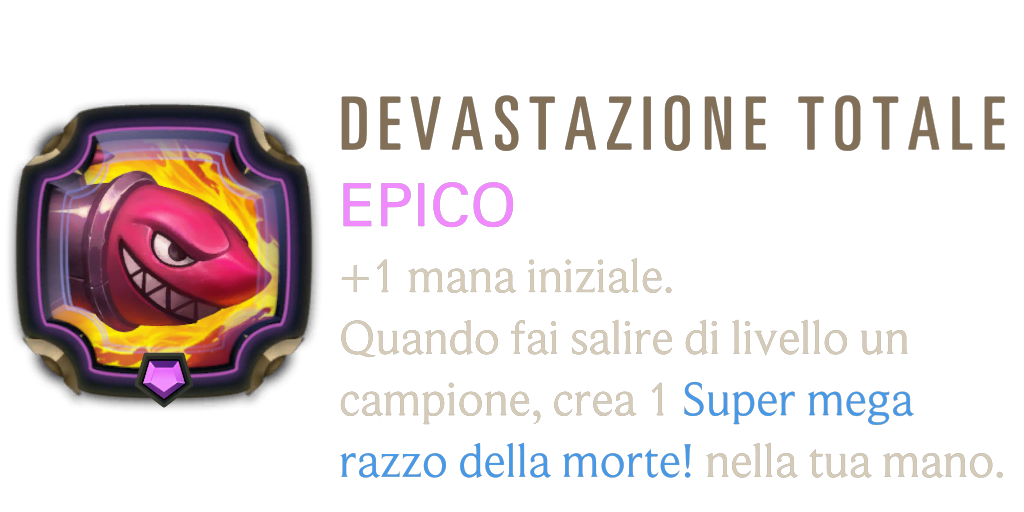 DEVASTAZIONE TOTALE
EPICO
+1 mana iniziale.
Quando fai salire di livello un
campione, crea 1 Super mega
razzo della morte! nella tua mano.